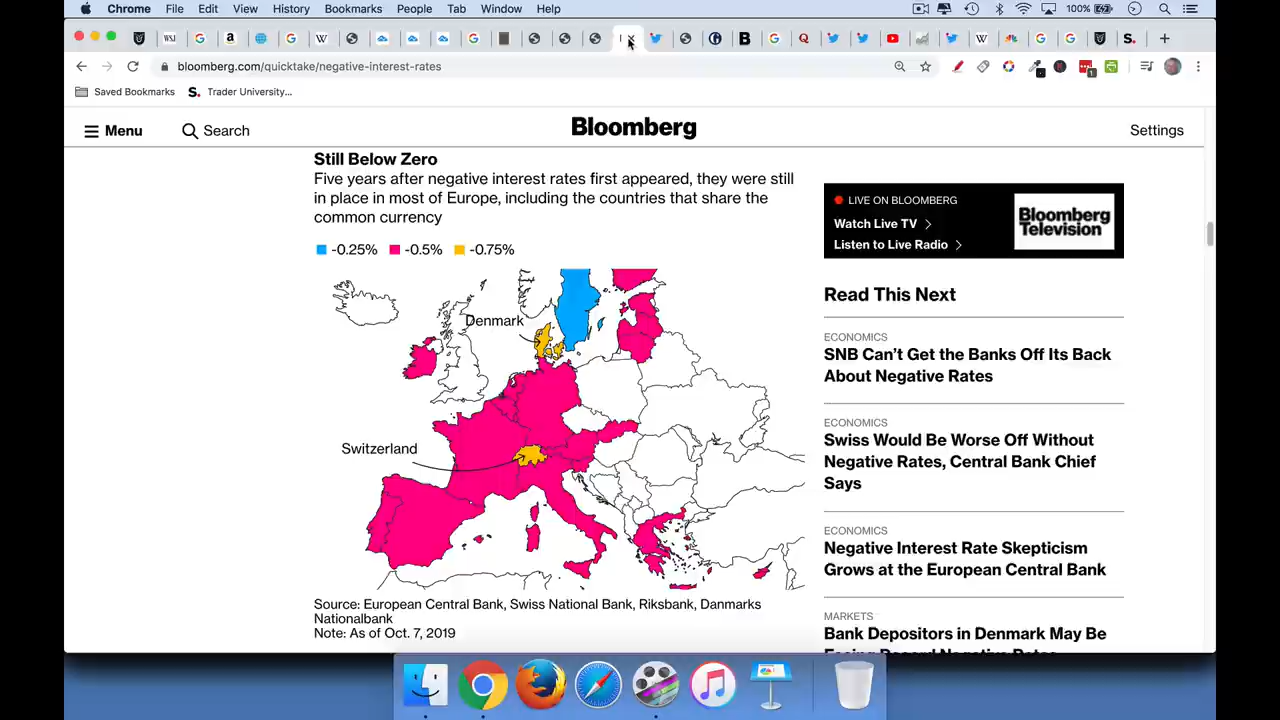 Chrome File Edit View History Bookmarks People Tab Window Help 100%
bloomberg.com/quicktake/negative-interest-rates
Saved Bookmarks S. Trader University...
Menu Search Bloomberg Settings
Still Below Zero
Five years after negative interest rates first appeared, they were still
in place in most of Europe, including the countries that share the
common currency
-0.25% -0.5% -0.75%
Denmark
Switzerland
Source: European Central Bank, Swiss National Bank, Riksbank, Danmarks
Nationalbank
Note: As of Oct. 7, 2019
LIVE ON BLOOMBERG
Watch Live TV
Listen to Live Radio
Bloomberg
Television
Read This Next
ECONOMICS
SNB Can’t Get the Banks Off Its Back
About Negative Rates
ECONOMICS
Swiss Would Be Worse Off Without
Negative Rates, Central Bank Chief
Says
ECONOMICS
Negative Interest Rate Skepticism
Grows at the European Central Bank
MARKETS
Bank Depositors in Denmark May Be